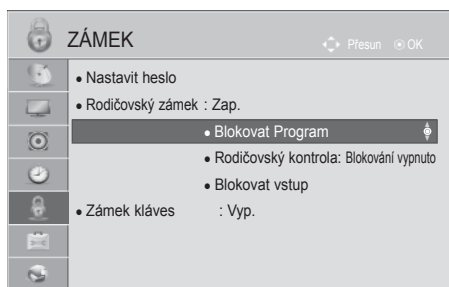 ZÁMEK
Přesun OK
• Nastavit heslo
• Rodičovský zámek : Zap.
• Blokovat Program
• Rodičovský kontrola: Blokování vypnuto
• Blokovat vstup
• Zámek kláves : Vyp.